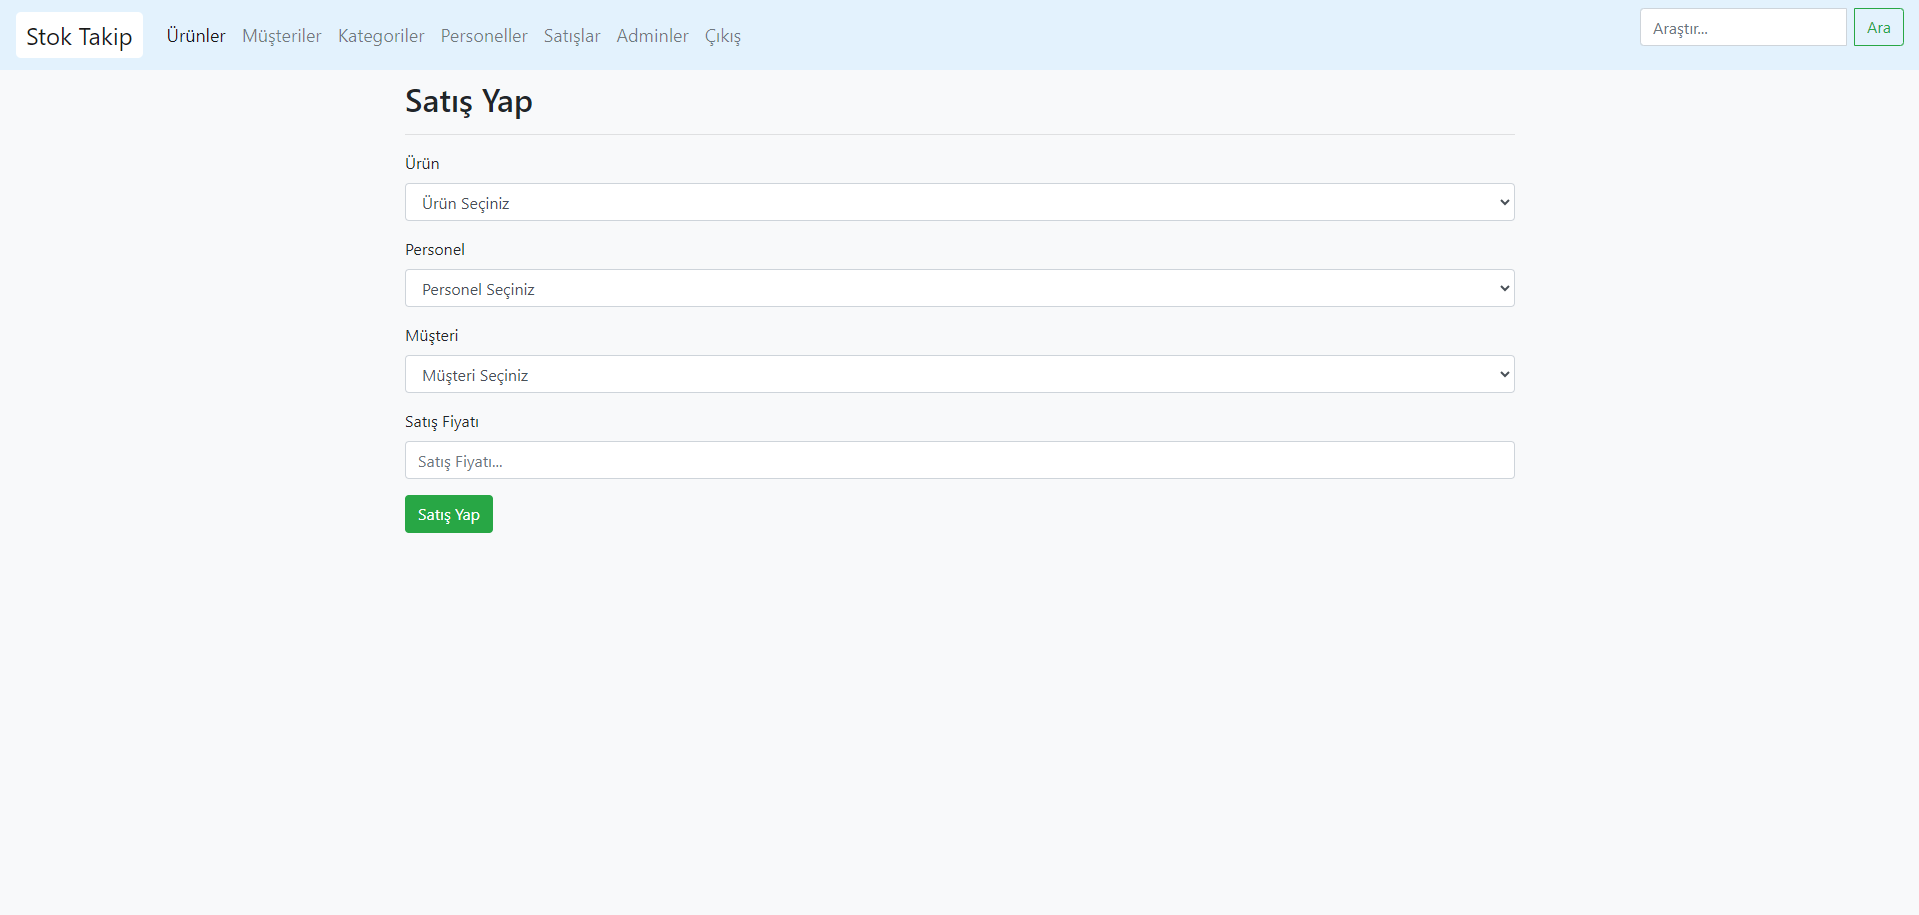 Stok Takip Ürünler Müşteriler Kategoriler Personeller Satışlar Adminler Çıkış Araştır... Ara
Satış Yap
Ürün
Ürün Seçiniz
Personel
Personel Seçiniz
Müşteri
Müşteri Seçiniz
Satış Fiyatı
Satış Fiyatı...
Satış Yap